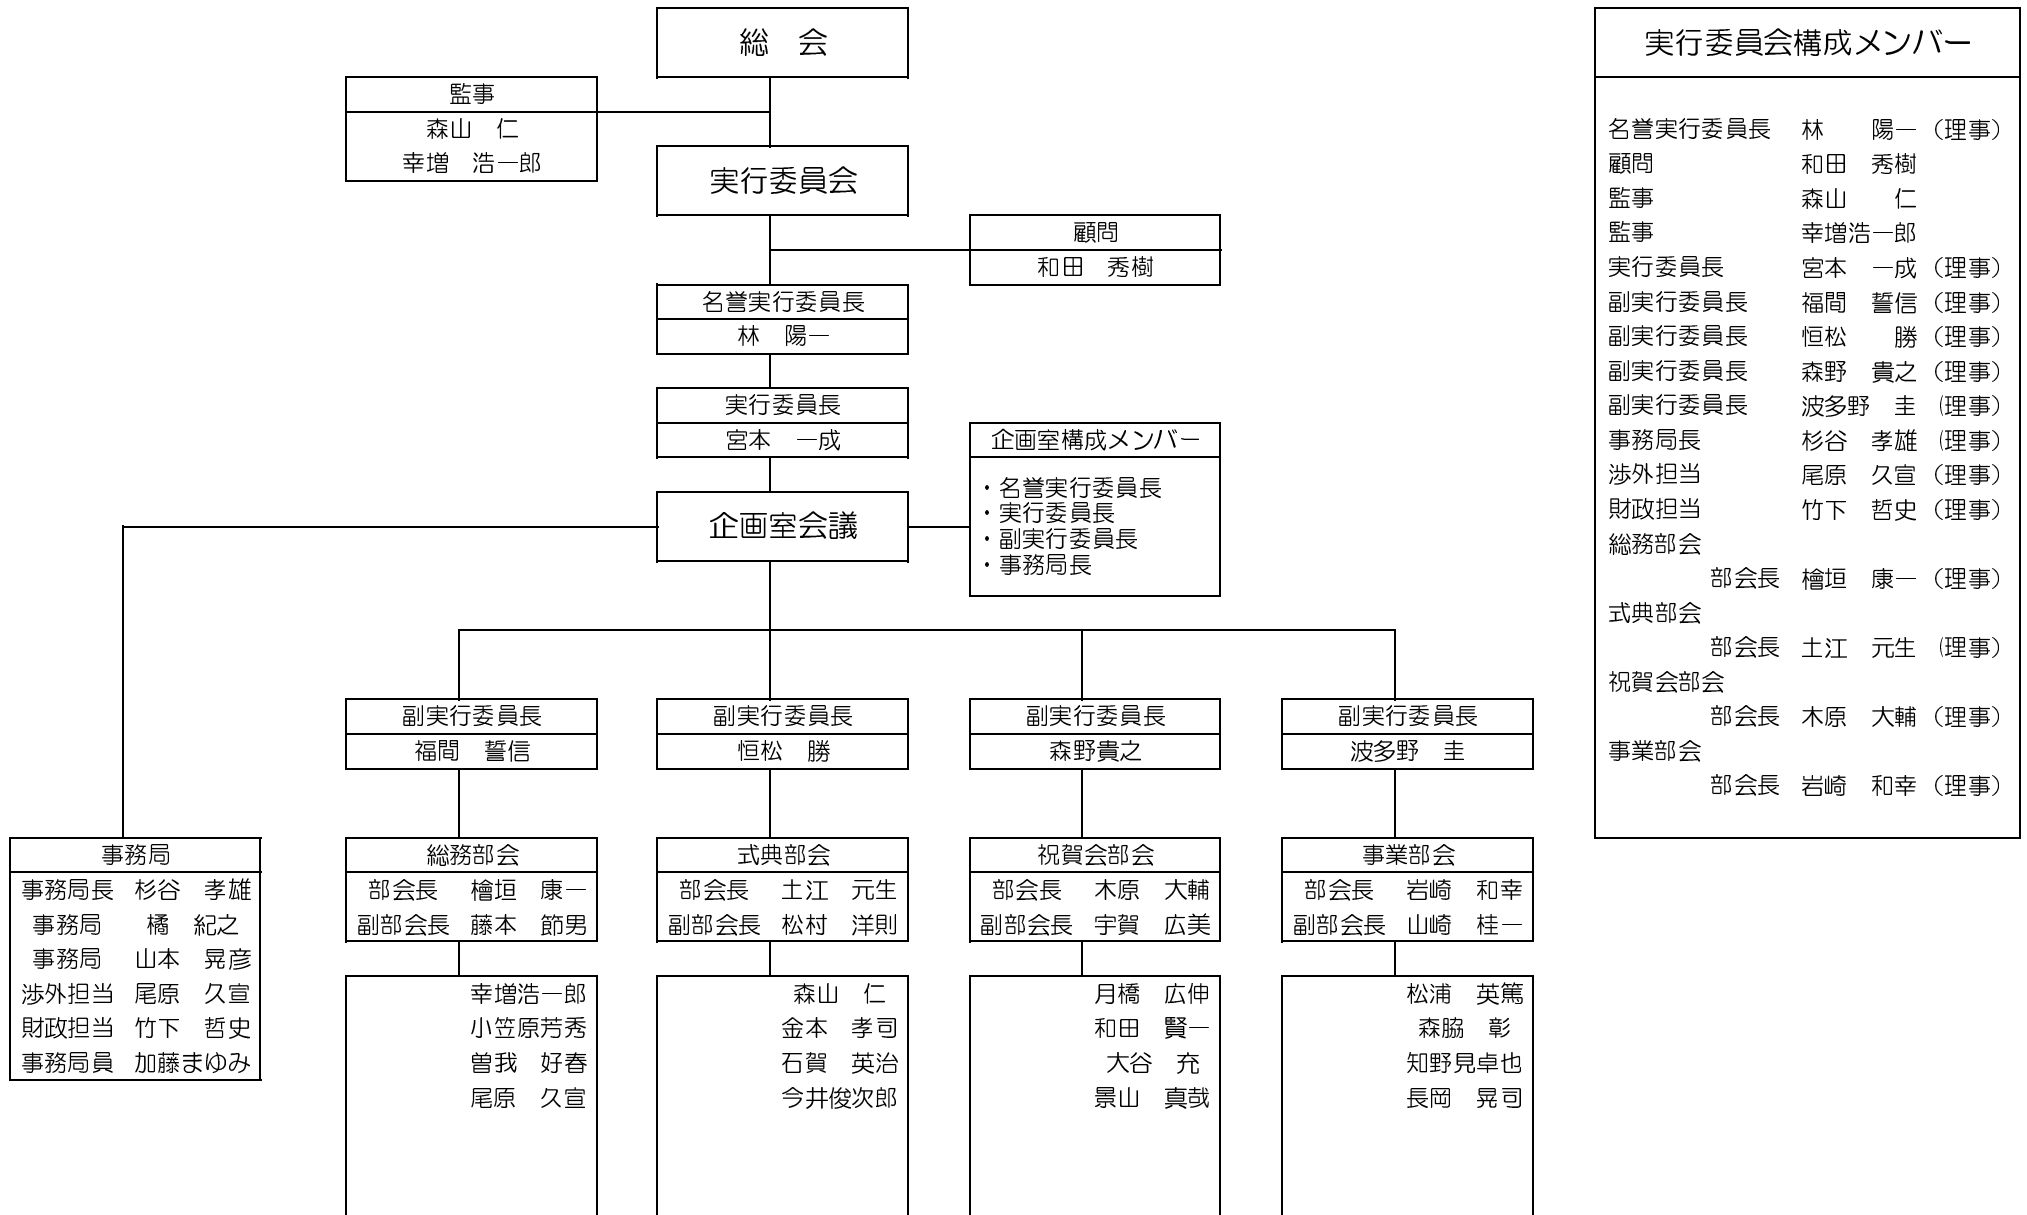 総　会
監事
森山　仁
幸増　浩一郎
実行委員会
顧問
和田　秀樹
名誉実行委員長
林　陽一
実行委員長
宮本　一成
企画室会議
企画室構成メンバー
・名誉実行委員長
・実行委員長
・副実行委員長
・事務局長
副実行委員長
福間　誓信
副実行委員長
恒松　勝
副実行委員長
森野貴之
副実行委員長
波多野　圭
事務局
事務局長　杉谷　孝雄
事務局　橘　紀之
事務局　山本　晃彦
渉外担当　尾原　久宣
財政担当　竹下　哲史
事務局員　加藤まゆみ
総務部会
部会長　檜垣　康一
副部会長　藤本　節男
幸増浩一郎
小笠原芳秀
曽我　好春
尾原　久宣
式典部会
部会長　土江　元生
副部会長　松村　洋則
森山　仁
金本　孝司
石賀　英治
今井俊次郎
祝賀会部会
部会長　木原　大輔
副部会長　宇賀　広美
月橋　広伸
和田　賢一
大谷　充
景山　真哉
事業部会
部会長　岩崎　和幸
副部会長　山崎　桂一
松浦　英篤
森脇　彰
知野見卓也
長岡　晃司
実行委員会構成メンバー
名誉実行委員長　林　　陽一（理事）
顧問　和田　秀樹
監事　森山　　仁
監事　幸増浩一郎
実行委員長　宮本　一成（理事）
副実行委員長　福間　誓信（理事）
副実行委員長　恒松　　勝（理事）
副実行委員長　森野　貴之（理事）
副実行委員長　波多野　圭（理事）
事務局長　杉谷　孝雄（理事）
渉外担当　尾原　久宣（理事）
財政担当　竹下　哲史（理事）
総務部会
部会長　檜垣　康一（理事）
式典部会
部会長　土江　元生（理事）
祝賀会部会
部会長　木原　大輔（理事）
事業部会
部会長　岩崎　和幸（理事）